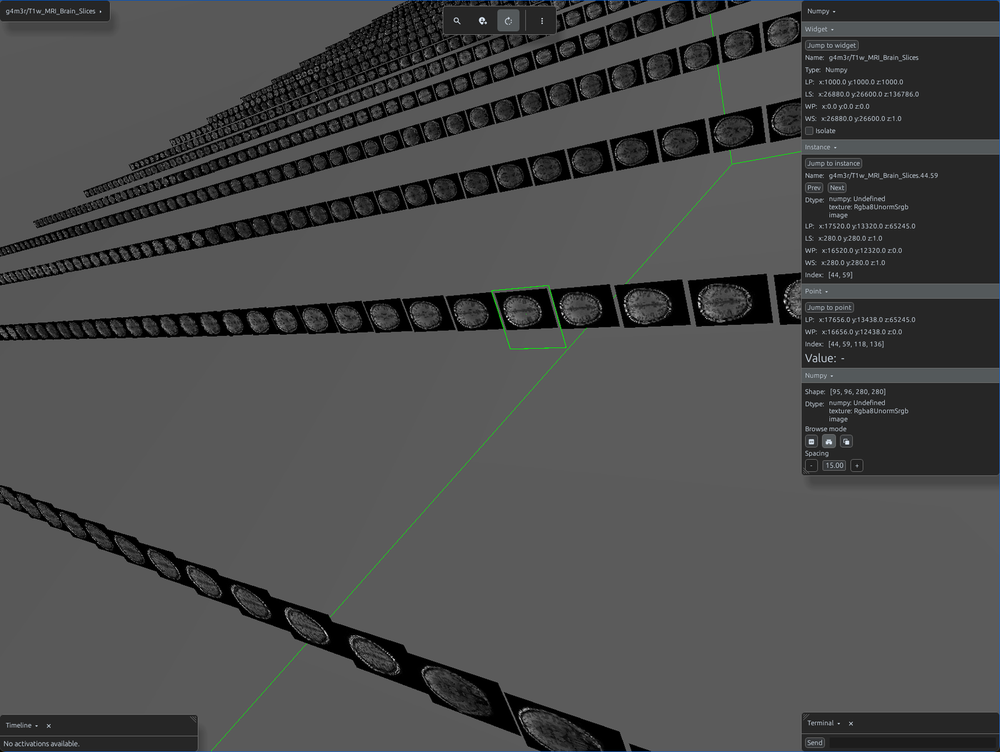 g4m3r/T1w_MRI_Brain_Slices
Numpy
Widget
Jump to widget
Name: g4m3r/T1w_MRI_Brain_Slices
Type: Numpy
LP: x:1000.0 y:1000.0 z:1000.0
LS: x:26880.0 y:26600.0 z:136786.0
WP: x:0.0 y:0.0 z:0.0
WS: x:26880.0 y:26600.0 z:1.0
Isolate
Instance
Jump to instance
Name: g4m3r/T1w_MRI_Brain_Slices.44.59
Prev Next
Dtype: numpy: Undefined
texture: Rgba8UnormSrgb
image
LP: x:17520.0 y:13320.0 z:65245.0
LS: x:280.0 y:280.0 z:1.0
WP: x:16520.0 y:12320.0 z:0.0
WS: x:280.0 y:280.0 z:1.0
Index: [44, 59]
Point
Jump to point
LP: x:17656.0 y:13438.0 z:65245.0
WP: x:16656.0 y:12438.0 z:0.0
Index: [44, 59, 118, 136]
Value: -
Numpy
Shape: [95, 96, 280, 280]
Dtype: numpy: Undefined
texture: Rgba8UnormSrgb
image
Browse mode
Spacing
- 15.00 +
Timeline
No activations available.
Terminal
Send